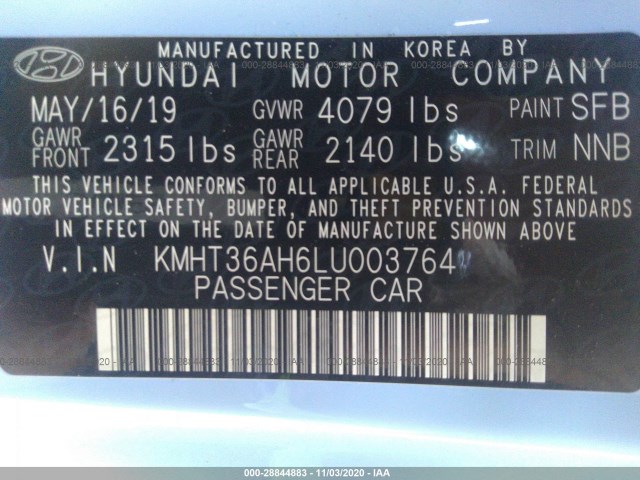 MANUFACTURED IN KOREA BY
HYUNDAI MOTOR COMPANY
MAY/16/19 GVWR 4079 lbs PAINT SFB
GAWR FRONT 2315 lbs GAWR REAR 2140 lbs TRIM NNB
THIS VEHICLE CONFORMS TO ALL APPLICABLE U.S.A. FEDERAL
MOTOR VEHICLE SAFETY, BUMPER, AND THEFT PREVENTION STANDARDS
IN EFFECT ON THE DATE OF MANUFACTURE SHOWN ABOVE.
V.I.N KMHT36AH6LU003764
PASSENGER CAR
000-28844883 | 11/03/2020 - IAA